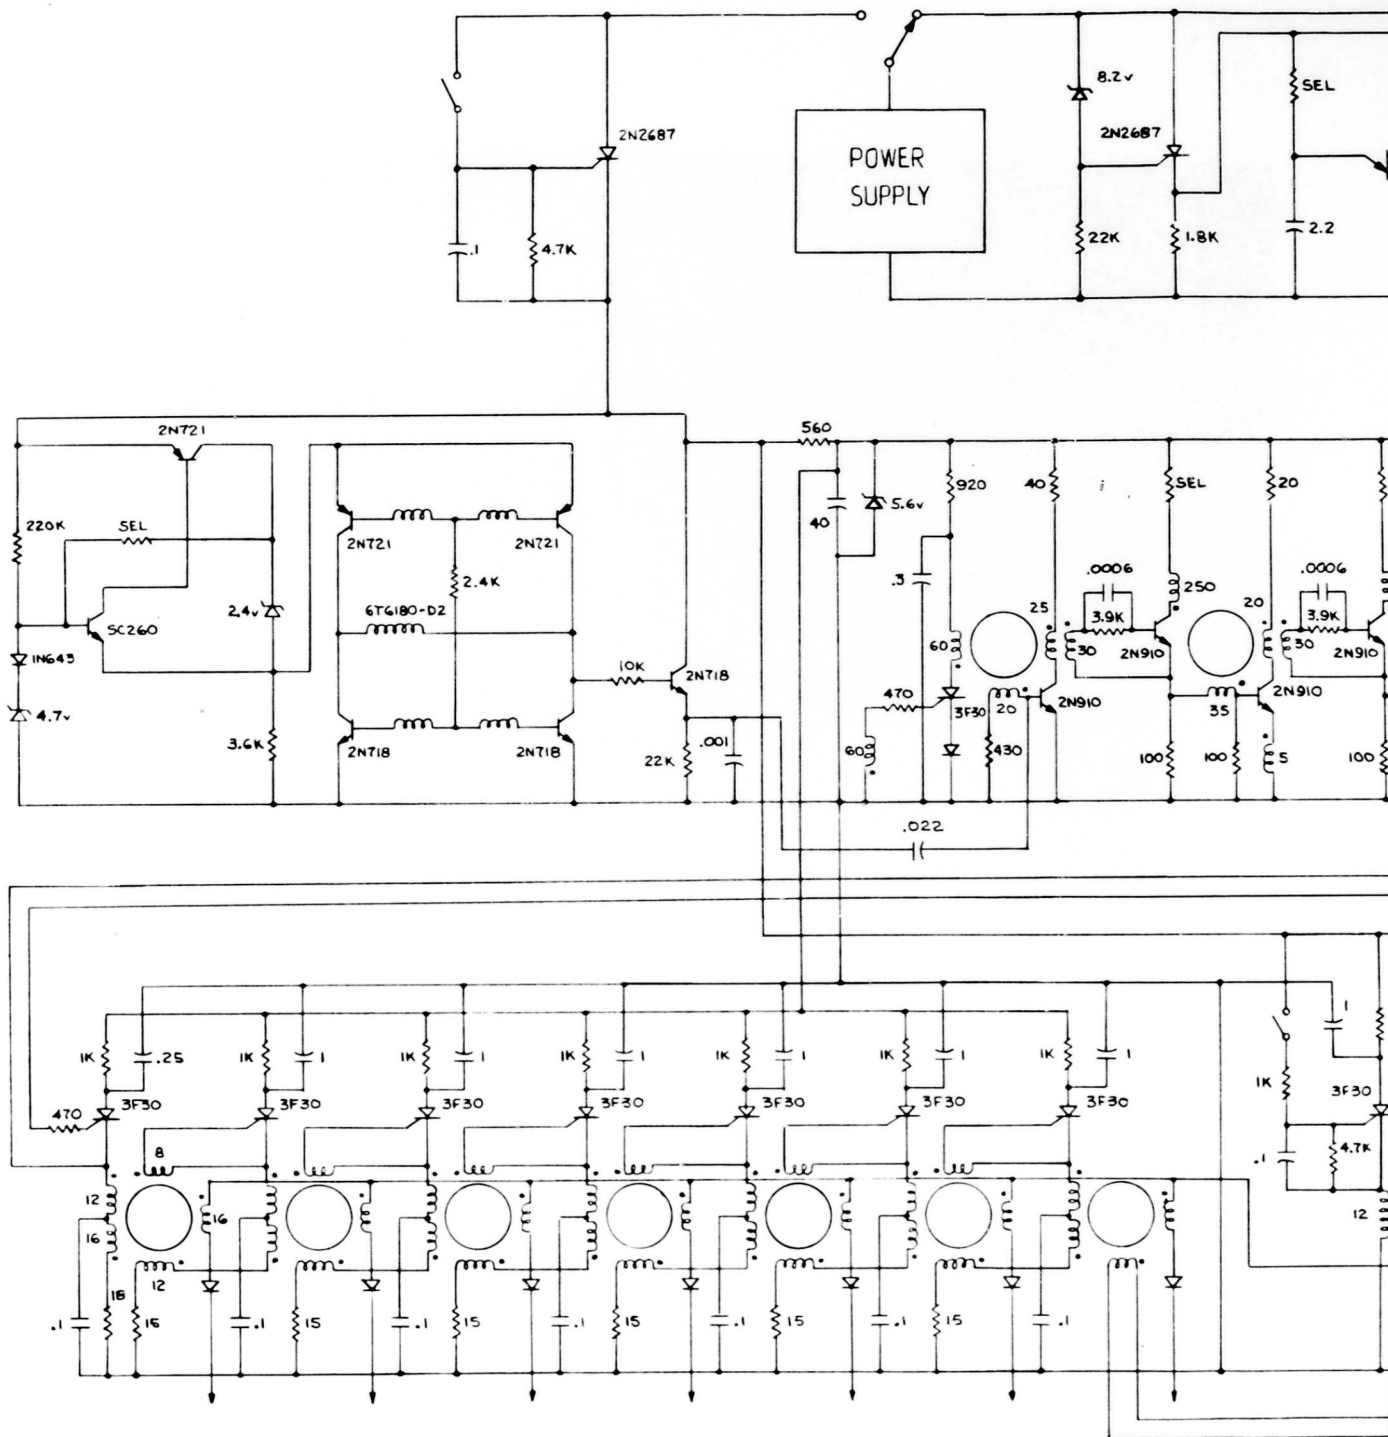 8.2v
SEL
2N2687
2N2687
POWER
SUPPLY
.1
4.7K
22K
1.8K
2.2
2N721
560
220K
SEL
2N721
2N721
40
5.6v
920
40
SEL
20
2.4K
.3
.0006
250
.0006
SC260
2.4v
6T6180-D2
25
3.9K
20
3.9K
1N643
60
30
2N910
30
2N910
10K
2N718
470
3F30
20
2N910
35
2N910
4.7v
3.6K
2N718
2N718
22K
.001
60
430
100
100
5
100
.022
1K
.25
1K
1
1K
1
1K
1
1K
1
1K
1
1K
1
1
1K
470
3F30
3F30
3F30
3F30
3F30
3F30
3F30
3F30
8
.1
4.7K
12
16
16
12
12
18
.1
15
.1
15
.1
15
.1
15
.1
15
.1
15
.1